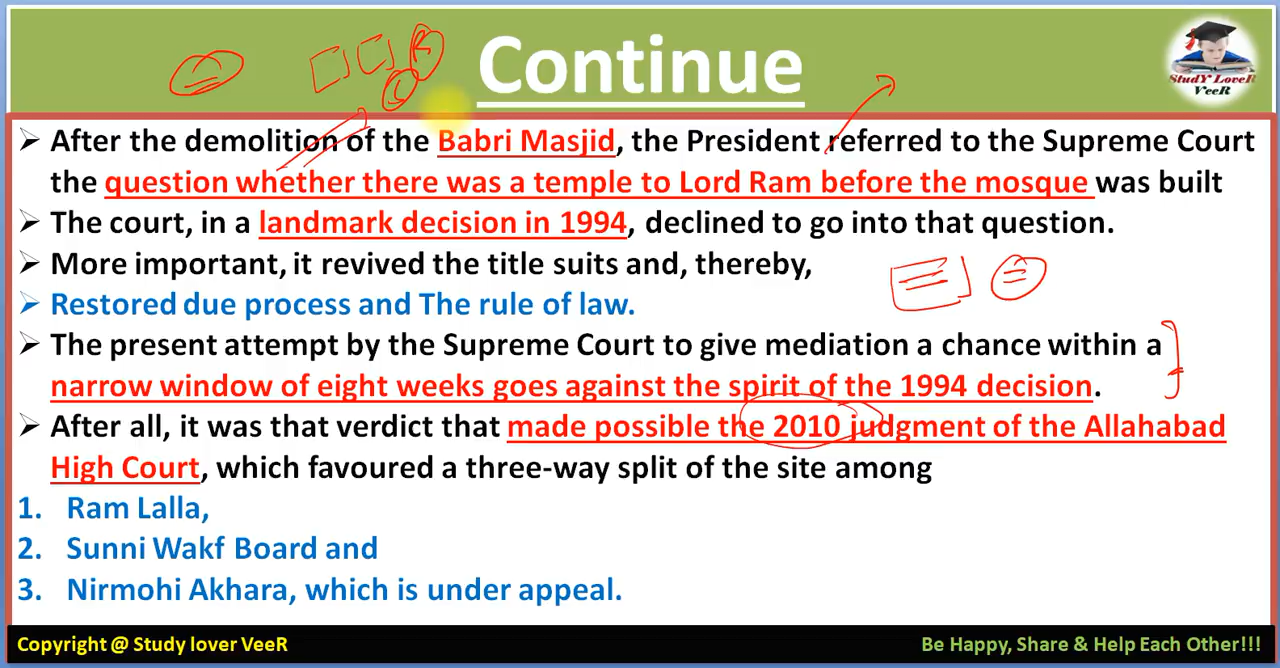 Continue
StudY LoveR
VeeR
➢ After the demolition of the Babri Masjid, the President referred to the Supreme Court
the question whether there was a temple to Lord Ram before the mosque was built
➢ The court, in a landmark decision in 1994, declined to go into that question.
➢ More important, it revived the title suits and, thereby,
➢ Restored due process and The rule of law.
➢ The present attempt by the Supreme Court to give mediation a chance within a
narrow window of eight weeks goes against the spirit of the 1994 decision.
➢ After all, it was that verdict that made possible the 2010 judgment of the Allahabad
High Court, which favoured a three-way split of the site among
1. Ram Lalla,
2. Sunni Wakf Board and
3. Nirmohi Akhara, which is under appeal.
Copyright @ Study lover VeeR
Be Happy, Share & Help Each Other!!!